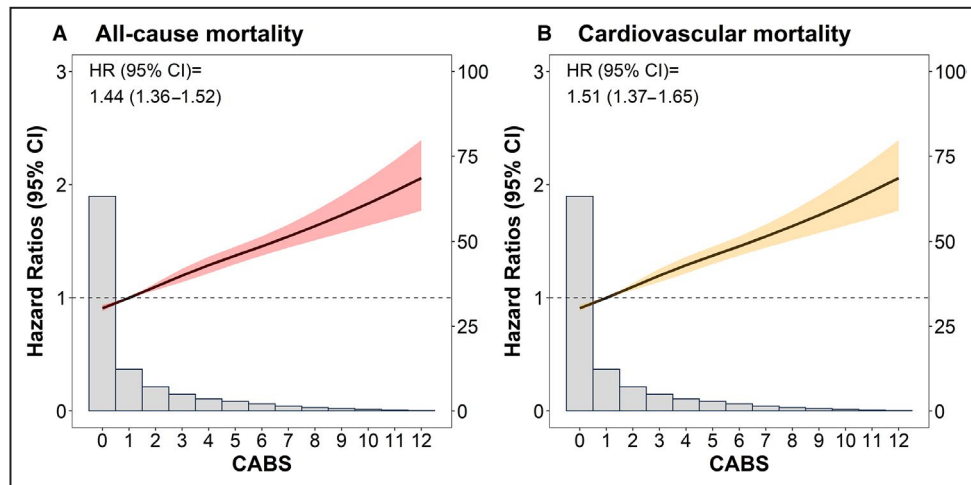 A All-cause mortality
HR (95% CI)=
1.44 (1.36–1.52)
Hazard Ratios (95% CI)
3
2
1
0
100
75
50
25
0
0 1 2 3 4 5 6 7 8 9 10 11 12
CABS
B Cardiovascular mortality
HR (95% CI)=
1.51 (1.37–1.65)
Hazard Ratios (95% CI)
3
2
1
0
100
75
50
25
0
0 1 2 3 4 5 6 7 8 9 10 11 12
CABS